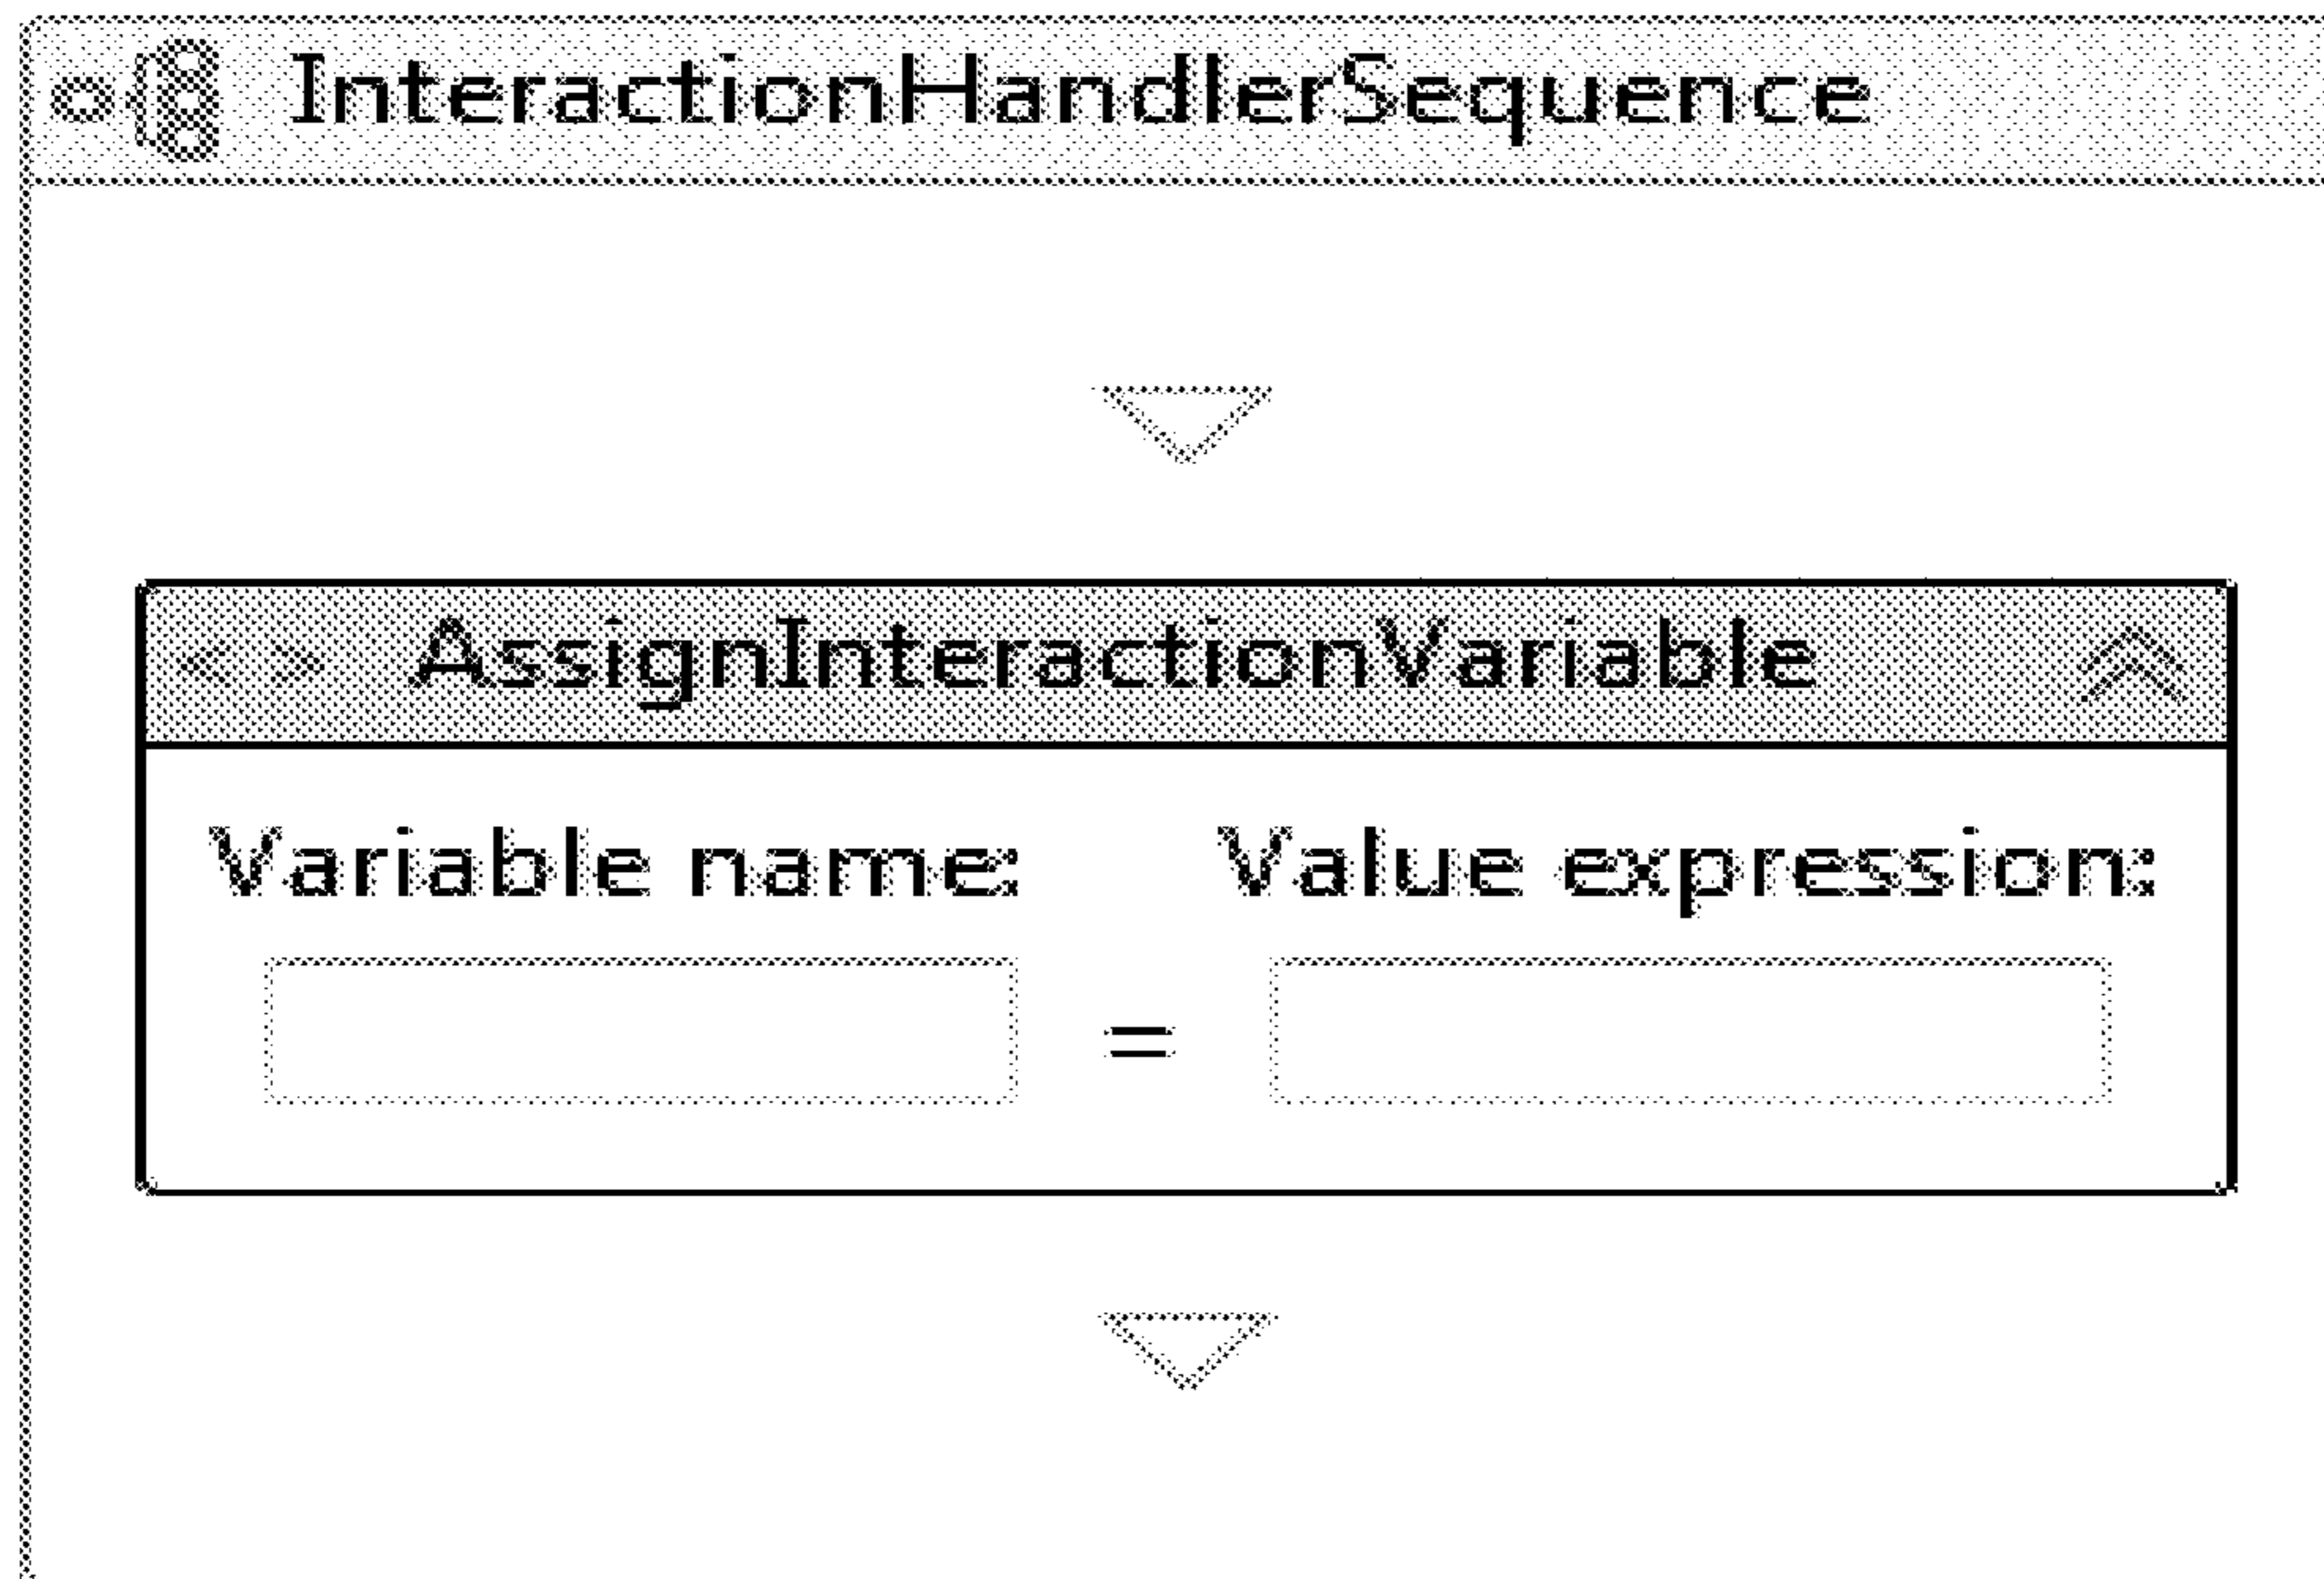 InteractionHandlerSequence
< > AssignInteractionVariable
Variable name: Value expression:
=